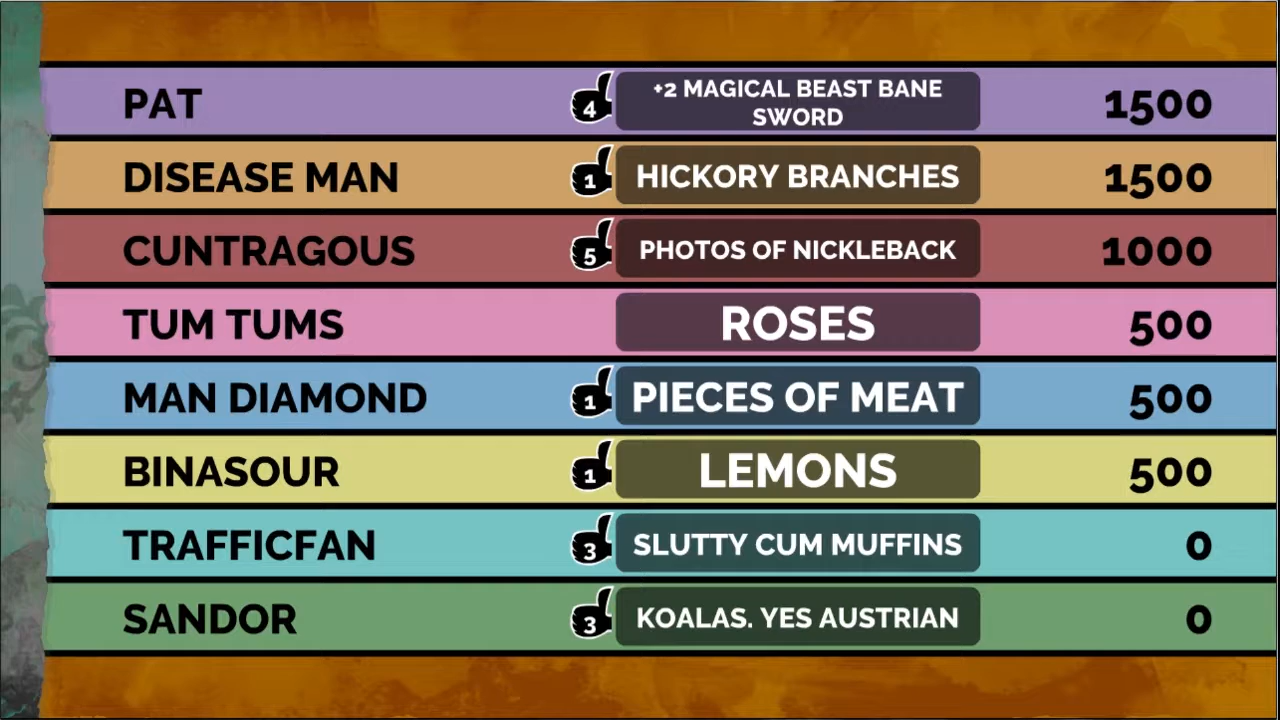 PAT 4 +2 MAGICAL BEAST BANE SWORD 1500
DISEASE MAN 1 HICKORY BRANCHES 1500
CUNTRAGOUS 5 PHOTOS OF NICKLEBACK 1000
TUM TUMS ROSES 500
MAN DIAMOND 1 PIECES OF MEAT 500
BINASOUR 1 LEMONS 500
TRAFFICFAN 3 SLUTTY CUM MUFFINS 0
SANDOR 3 KOALAS. YES AUSTRIAN 0